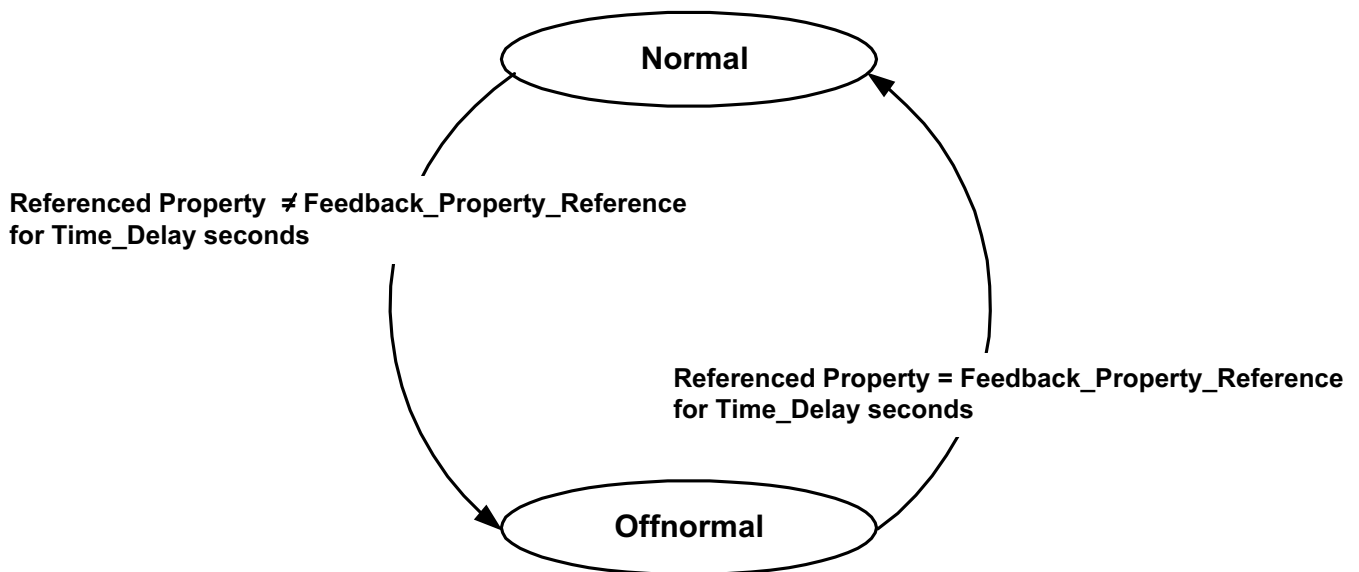 Normal
Referenced Property ≠ Feedback_Property_Reference
for Time_Delay seconds
Referenced Property = Feedback_Property_Reference
for Time_Delay seconds
Offnormal